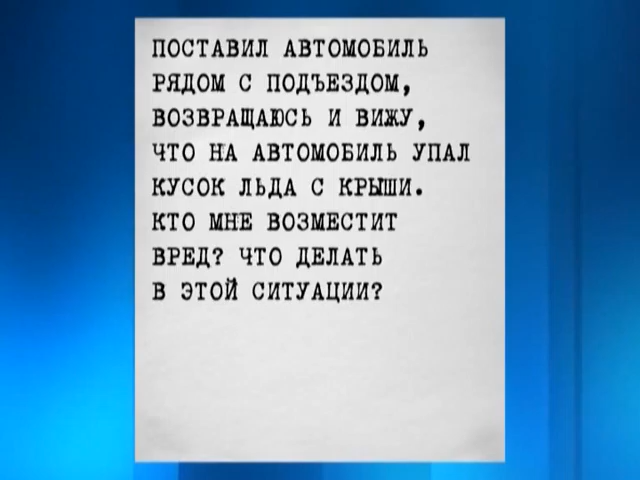 ПОСТАВИЛ АВТОМОБИЛЬ
РЯДОМ С ПОДЪЕЗДОМ,
ВОЗВРАЩАЮСЬ И ВИЖУ,
ЧТО НА АВТОМОБИЛЬ УПАЛ
КУСОК ЛЬДА С КРЫШИ.
КТО МНЕ ВОЗМЕСТИТ
ВРЕД? ЧТО ДЕЛАТЬ
В ЭТОЙ СИТУАЦИИ?